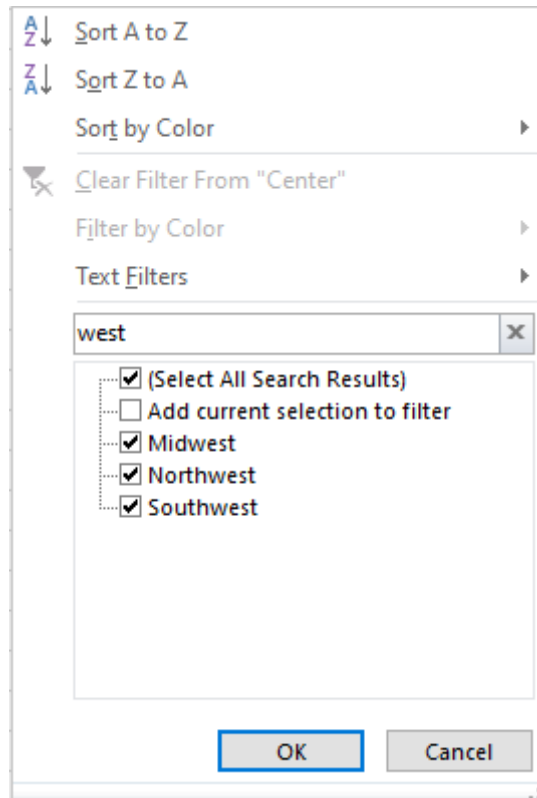 Sort A to Z
Sort Z to A
Sort by Color
Clear Filter From "Center"
Filter by Color
Text Filters
west
(Select All Search Results)
Add current selection to filter
Midwest
Northwest
Southwest
OK Cancel